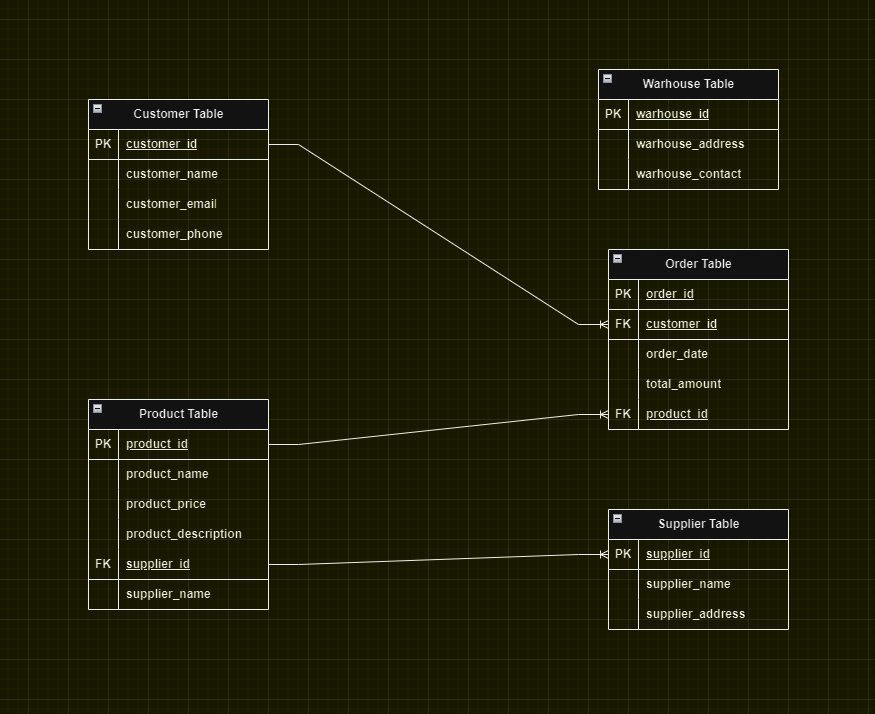 Customer Table
PK customer_id
customer_name
customer_email
customer_phone
Warhouse Table
PK warhouse_id
warhouse_address
warhouse_contact
Order Table
PK order_id
FK customer_id
order_date
total_amount
FK product_id
Product Table
PK product_id
product_name
product_price
product_description
FK supplier_id
supplier_name
Supplier Table
PK supplier_id
supplier_name
supplier_address